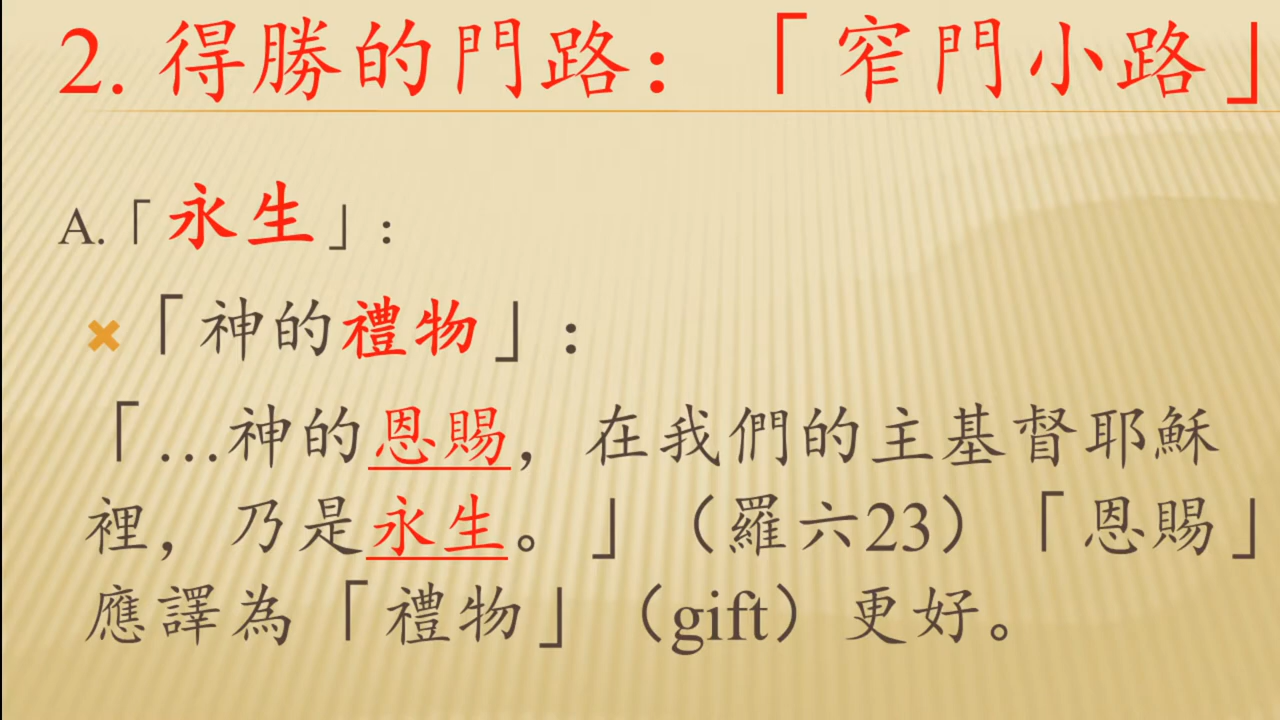 2. 得勝的門路：「窄門小路」
A.「永生」：
「神的禮物」：
「…神的恩賜，在我們的主基督耶穌
裡，乃是永生。」（羅六23）「恩賜」
應譯為「禮物」（gift）更好。